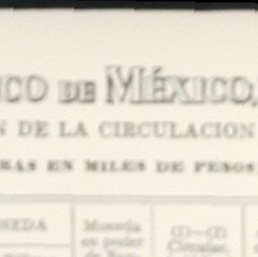 ICO DE MÉXICO,
N DE LA CIRCULACION
RAS EN MILES DE PESOS
NEDA
Moneda
en poder
(1)—(2)
Circulac.